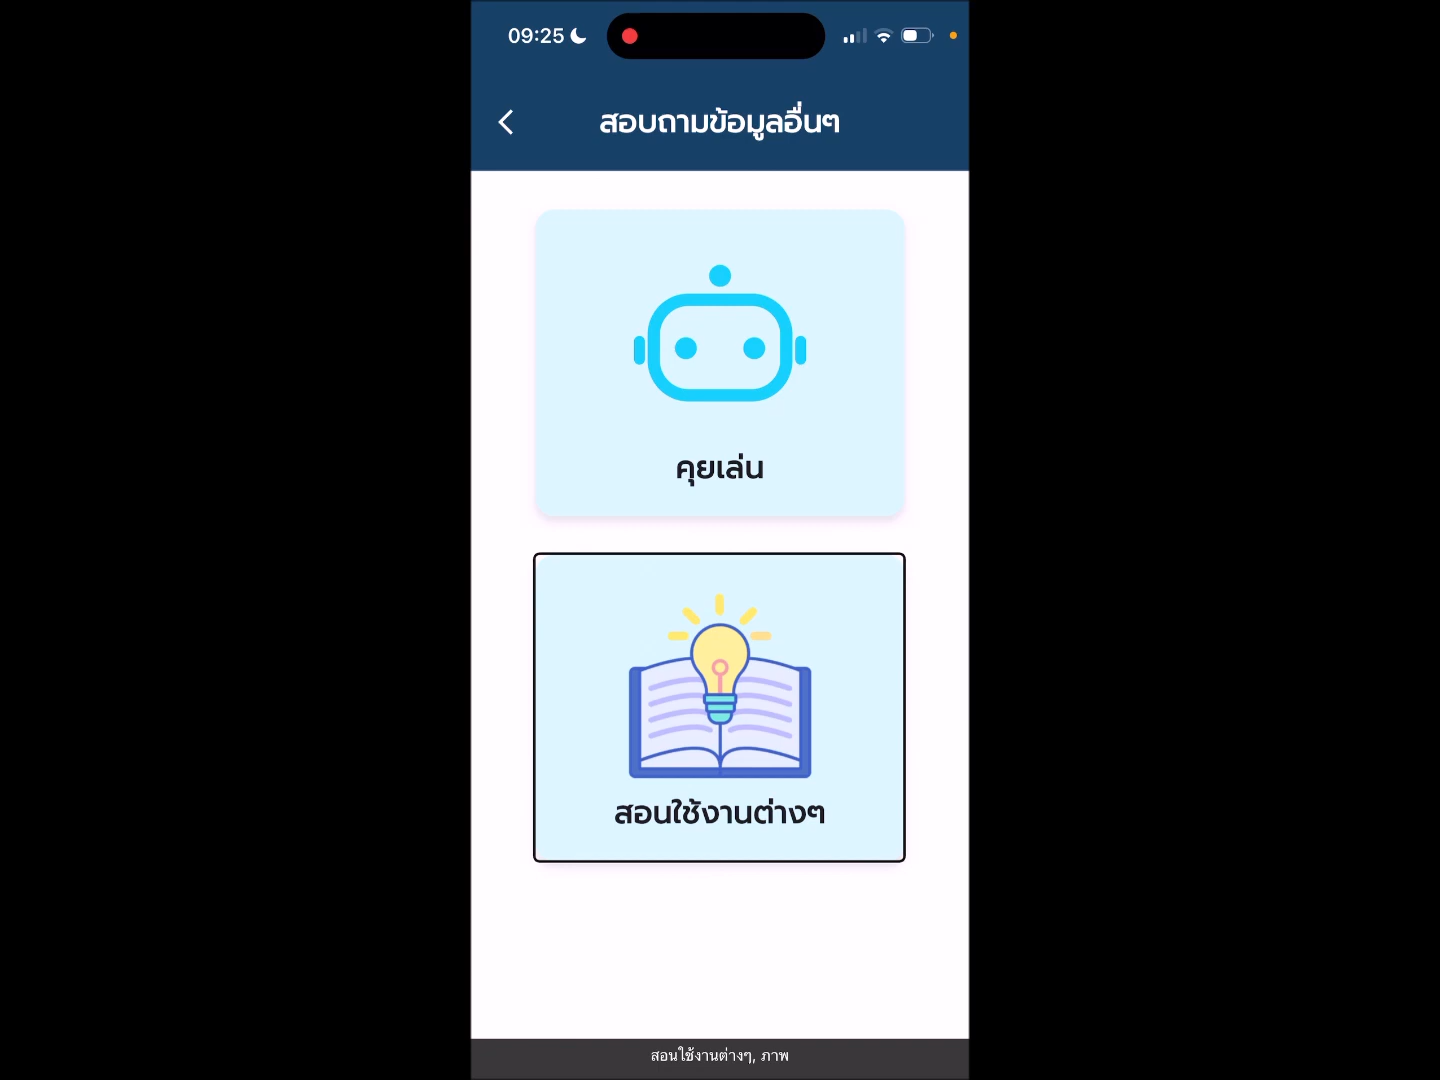 09:25
สอบถามข้อมูลอื่นๆ
คุยเล่น
สอนใช้งานต่างๆ
สอนใช้งานต่างๆ, ภาพ